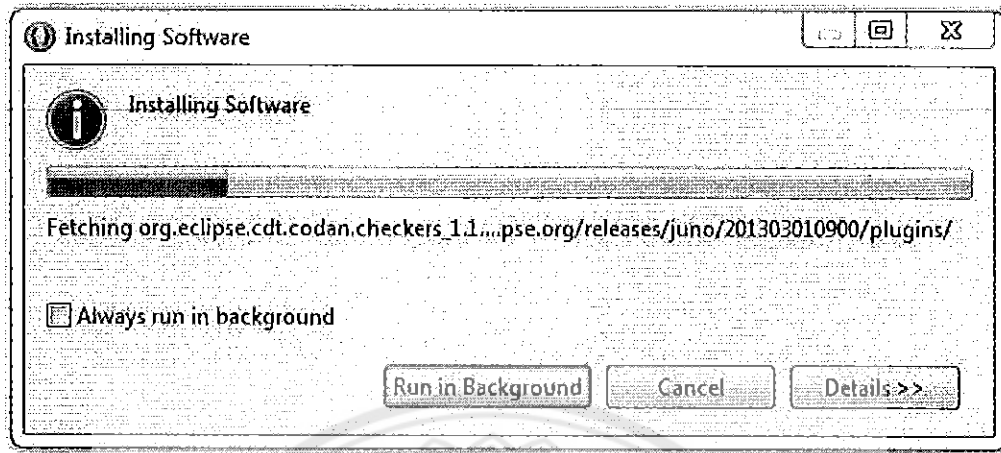 Installing Software
Installing Software
Fetching org.eclipse.cdt.codan.checkers_1.1....pse.org/releases/juno/201303010900/plugins/
Always run in background
Run in Background
Cancel
Details >>